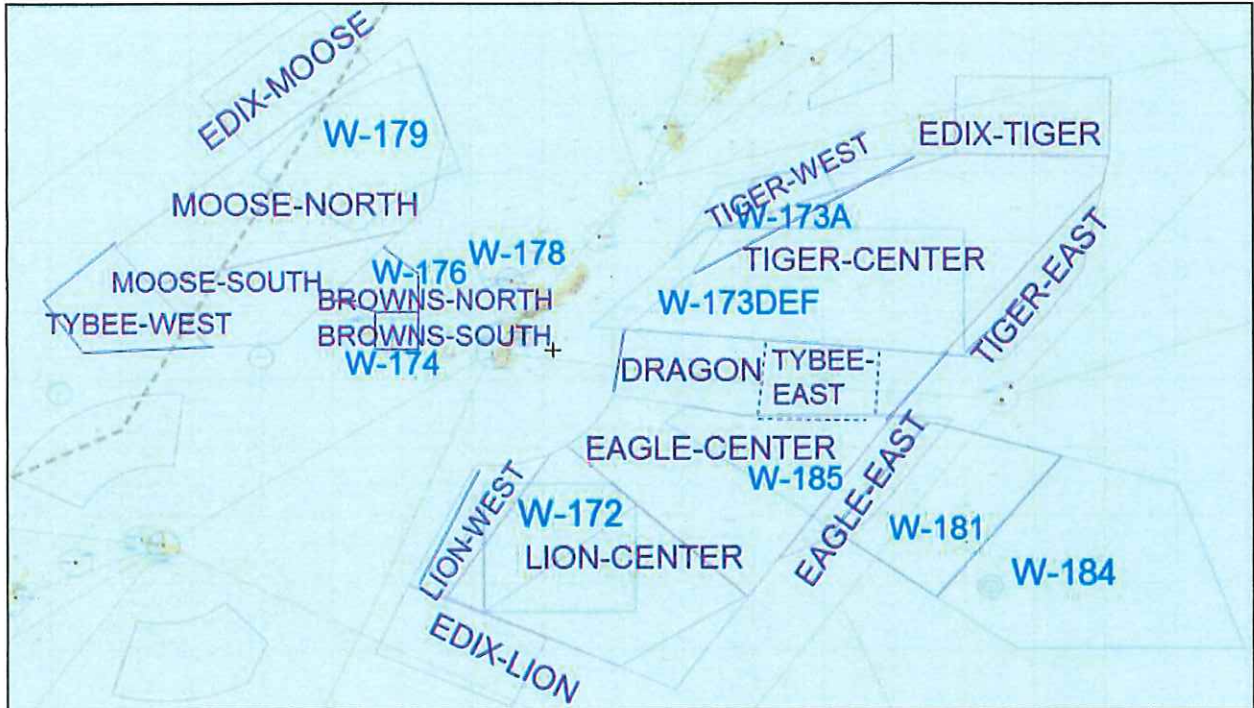 EDIX-MOOSE
W-179
EDIX-TIGER
TIGER-WEST
MOOSE-NORTH
W-173A
W-178
TIGER-CENTER
W-176
MOOSE-SOUTH
BROWNS-NORTH
W-173DEF
TIGER-EAST
TYBEE-WEST
BROWNS-SOUTH
W-174
DRAGON
TYBEE-
EAST
EAGLE-CENTER
W-185
EAGLE-EAST
LION-WEST
W-172
W-181
LION-CENTER
W-184
EDIX-LION